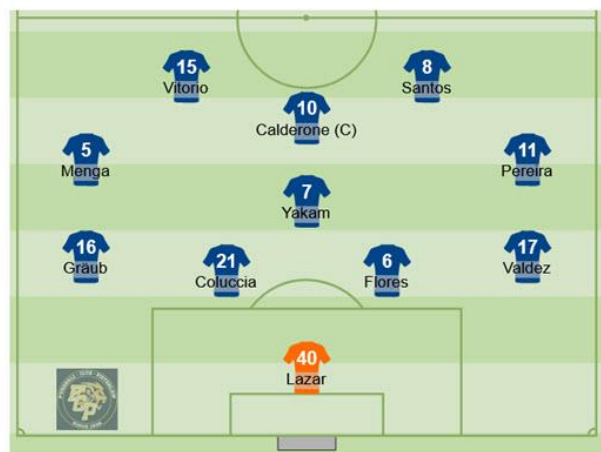 15
Vitorio
8
Santos
10
Calderone (C)
5
Menga
11
Pereira
7
Yakam
16
Gräub
21
Coluccia
6
Flores
17
Valdez
40
Lazar